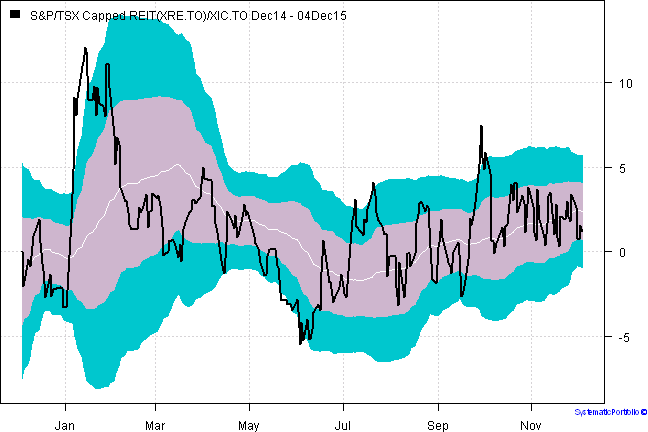 S&P/TSX Capped REIT(XRE.TO)/XIC.TO Dec14 - 04Dec15
10
5
0
-5
Jan Mar May Jul Sep Nov
SystematicPortfolio ©